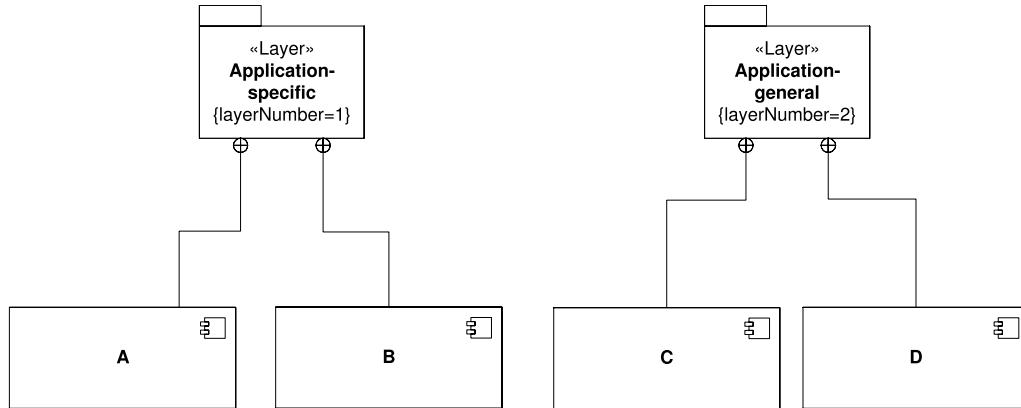 «Layer»
Application-
specific
{layerNumber=1}
«Layer»
Application-
general
{layerNumber=2}
A
B
C
D